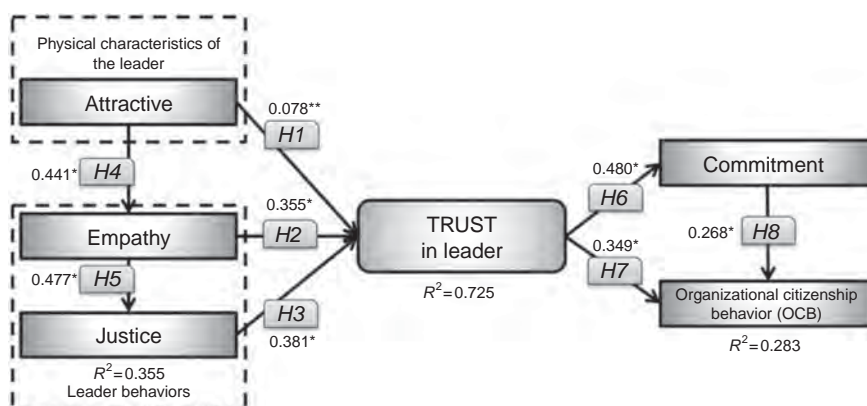 Physical characteristics of
the leader
Attractive
0.078**
H1
0.441*
H4
Empathy
0.355*
H2
0.477*
H5
Justice
H3
0.381*
R²=0.355
Leader behaviors
TRUST
in leader
R²=0.725
0.480*
H6
Commitment
0.349*
H7
0.268*
H8
Organizational citizenship
behavior (OCB)
R²=0.283